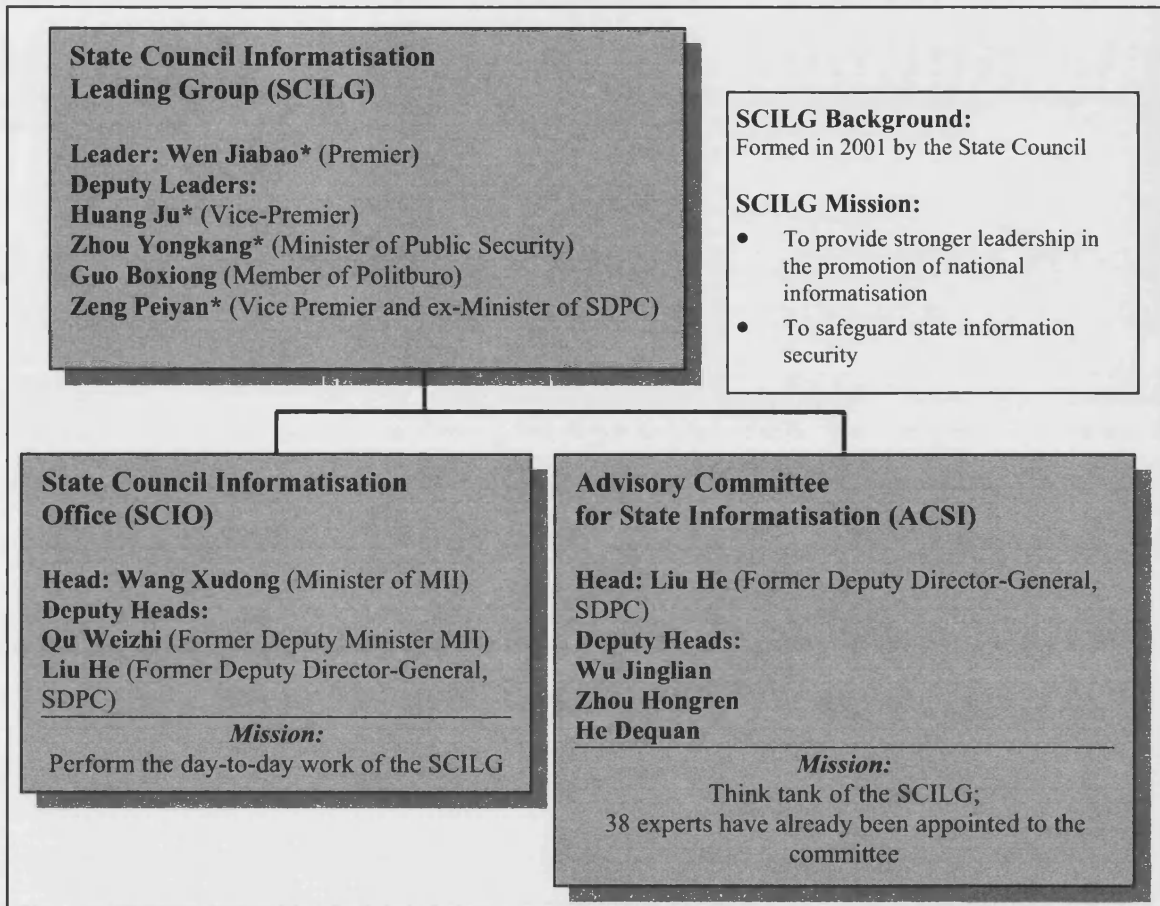 State Council Informatisation
Leading Group (SCILG)
Leader: Wen Jiabao* (Premier)
Deputy Leaders:
Huang Ju* (Vice-Premier)
Zhou Yongkang* (Minister of Public Security)
Guo Boxiong (Member of Politburo)
Zeng Peiyan* (Vice Premier and ex-Minister of SDPC)
SCILG Background:
Formed in 2001 by the State Council
SCILG Mission:
• To provide stronger leadership in
the promotion of national
informatisation
• To safeguard state information
security
State Council Informatisation
Office (SCIO)
Head: Wang Xudong (Minister of MII)
Deputy Heads:
Qu Weizhi (Former Deputy Minister MII)
Liu He (Former Deputy Director-General,
SDPC)
Mission:
Perform the day-to-day work of the SCILG
Advisory Committee
for State Informatisation (ACSI)
Head: Liu He (Former Deputy Director-General,
SDPC)
Deputy Heads:
Wu Jinglian
Zhou Hongren
He Dequan
Mission:
Think tank of the SCILG;
38 experts have already been appointed to the
committee